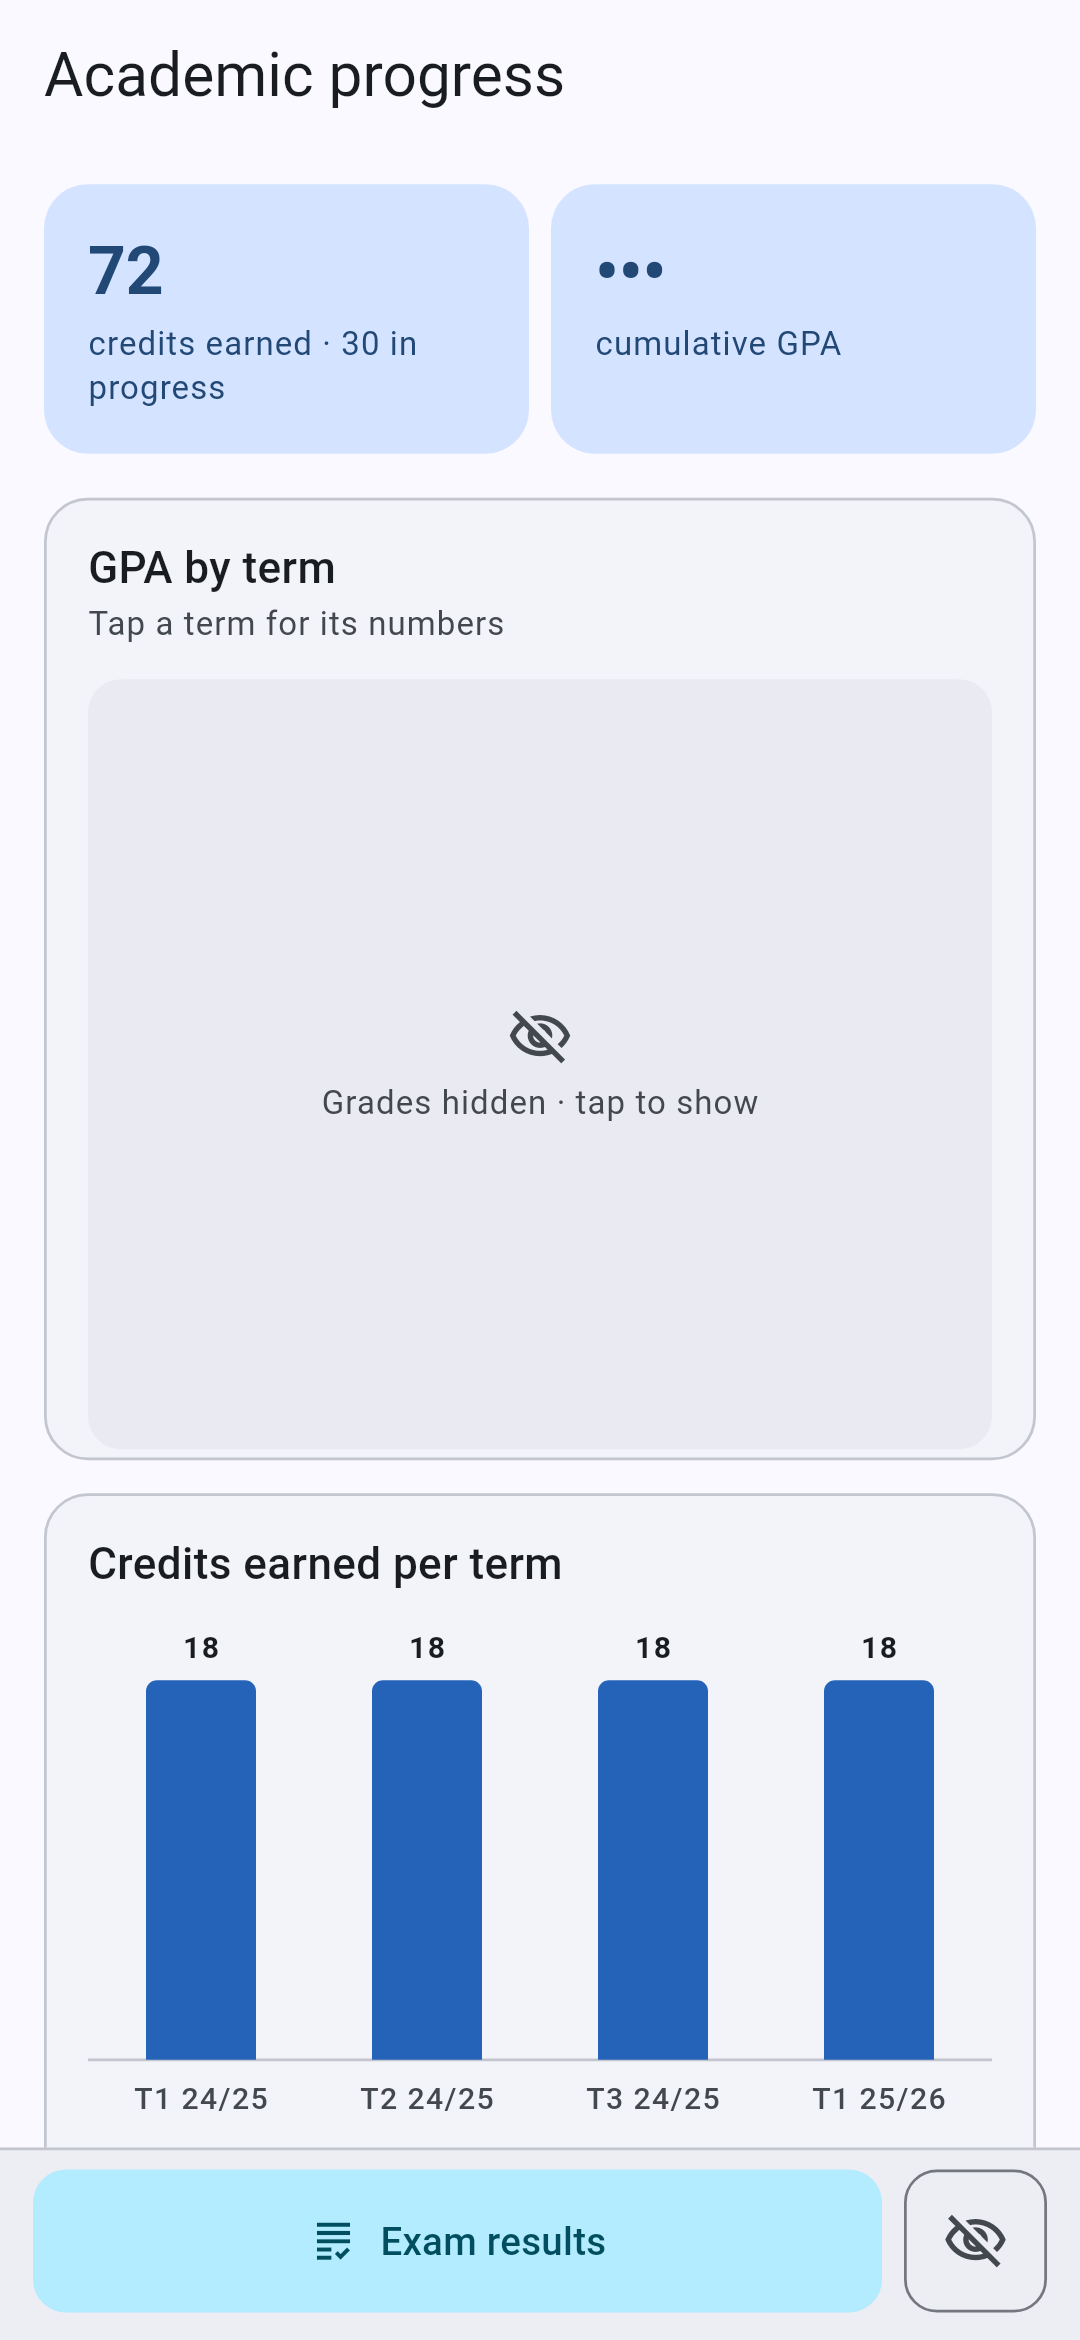 Academic progress
72
credits earned · 30 in
progress
•••
cumulative GPA
GPA by term
Tap a term for its numbers
Grades hidden · tap to show
Credits earned per term
18 18 18 18
T1 24/25 T2 24/25 T3 24/25 T1 25/26
Exam results